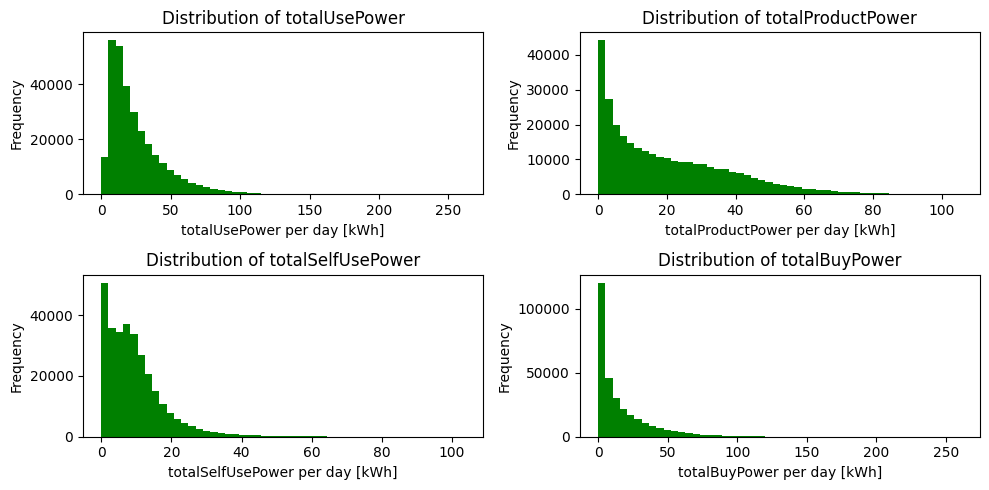 Distribution of totalUsePower
Frequency
40000
20000
0
0 50 100 150 200 250
totalUsePower per day [kWh]
Distribution of totalProductPower
Frequency
40000
30000
20000
10000
0
0 20 40 60 80 100
totalProductPower per day [kWh]
Distribution of totalSelfUsePower
Frequency
40000
20000
0
0 20 40 60 80 100
totalSelfUsePower per day [kWh]
Distribution of totalBuyPower
Frequency
100000
50000
0
0 50 100 150 200 250
totalBuyPower per day [kWh]